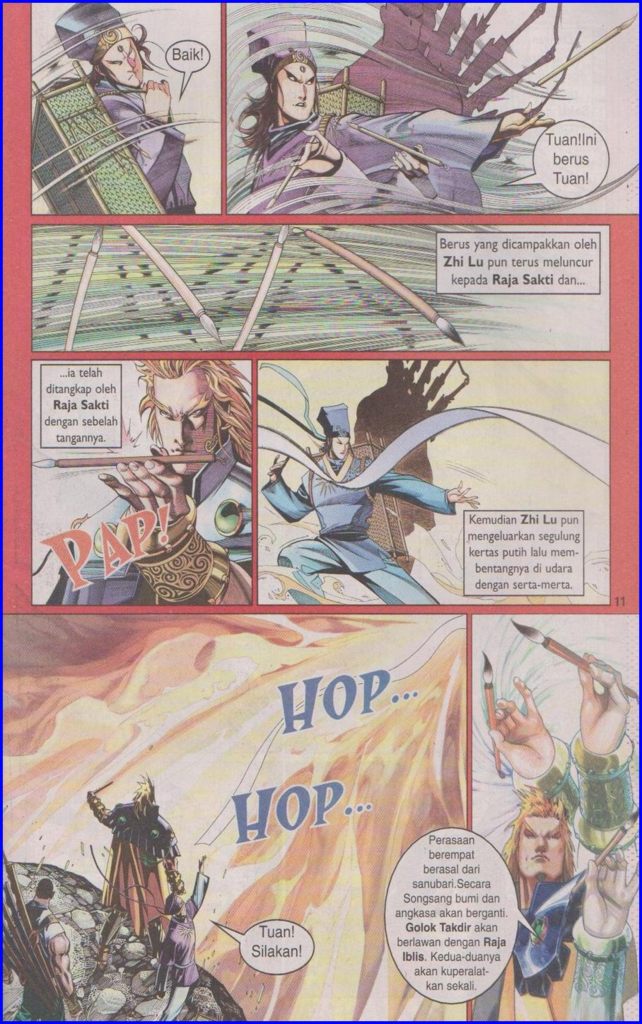 Baik!
Tuan!Ini
berus
Tuan!
Berus yang dicampakkan oleh
Zhi Lu pun terus meluncur
kepada Raja Sakti dan...
...ia telah
ditangkap oleh
Raja Sakti
dengan sebelah
tangannya.
PAP!
Kemudian Zhi Lu pun
mengeluarkan segulung
kertas putih lalu mem-
bentangnya di udara
dengan serta-merta.
11
HOP...
HOP...
Tuan!
Silakan!
Perasaan
berempat
berasal dari
sanubari.Secara
Songsang bumi dan
angkasa akan berganti.
Golok Takdir akan
berlawan dengan Raja
Iblis. Kedua-duanya
akan kuperalat-
kan sekali.